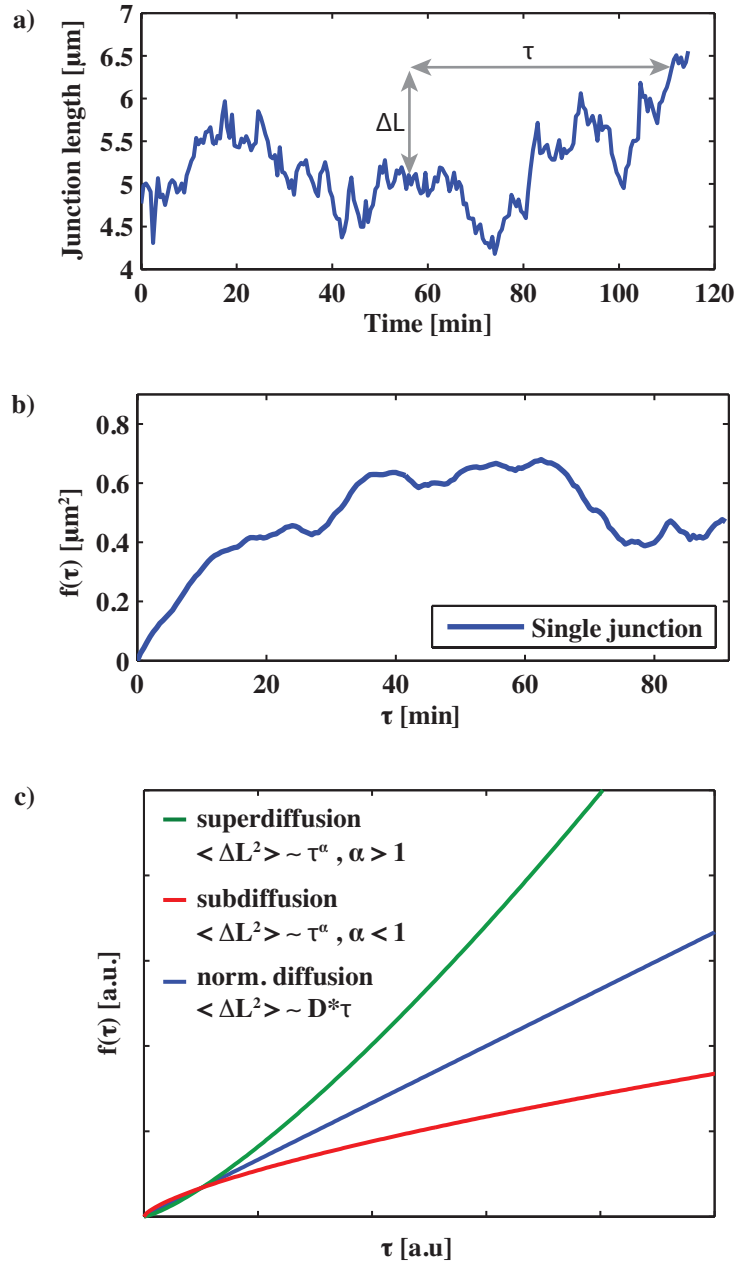 a)
Junction length [µm]
7
6.5
6
5.5
5
4.5
4
τ
ΔL
0
20
40
60
80
100
120
Time [min]
b)
f(τ) [µm²]
0.8
0.6
0.4
0.2
0
Single junction
0
20
40
60
80
τ [min]
c)
f(τ) [a.u.]
superdiffusion
< ΔL² > ~ τᵅ , α > 1
subdiffusion
< ΔL² > ~ τᵅ , α < 1
norm. diffusion
< ΔL² > ~ D*τ
τ [a.u]